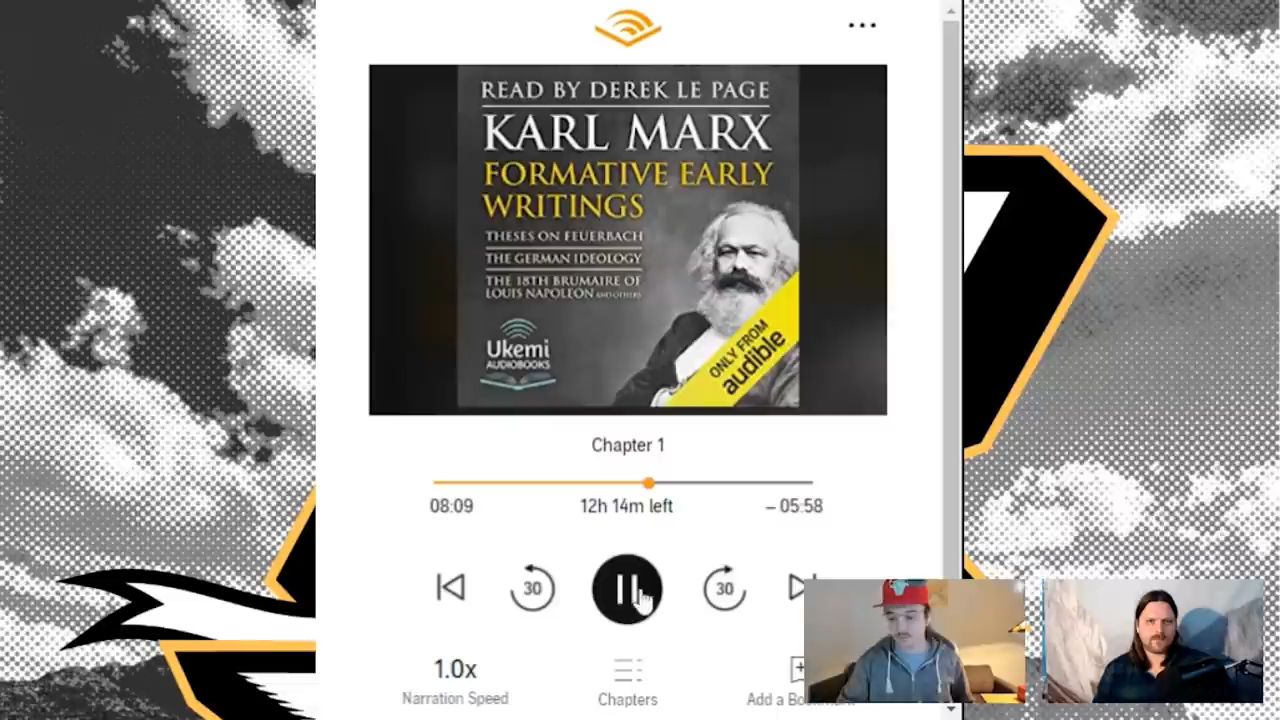 READ BY DEREK LE PAGE
KARL MARX
FORMATIVE EARLY
WRITINGS
THESES ON FEUERBACH
THE GERMAN IDEOLOGY
THE 18TH BRUMAIRE OF
LOUIS NAPOLEON AND OTHERS
Ukemi
AUDIOBOOKS
ONLY FROM
audible
Chapter 1
08:09
12h 14m left
– 05:58
30
30
1.0x
Narration Speed
Chapters
Add a Bookmark